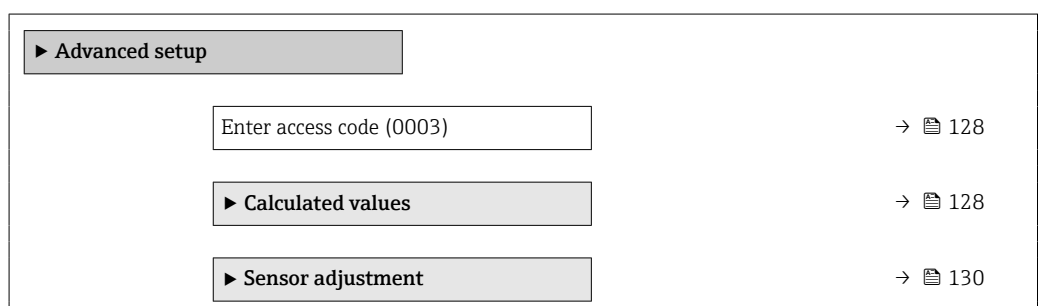 ▶ Advanced setup
Enter access code (0003) → 128
▶ Calculated values → 128
▶ Sensor adjustment → 130